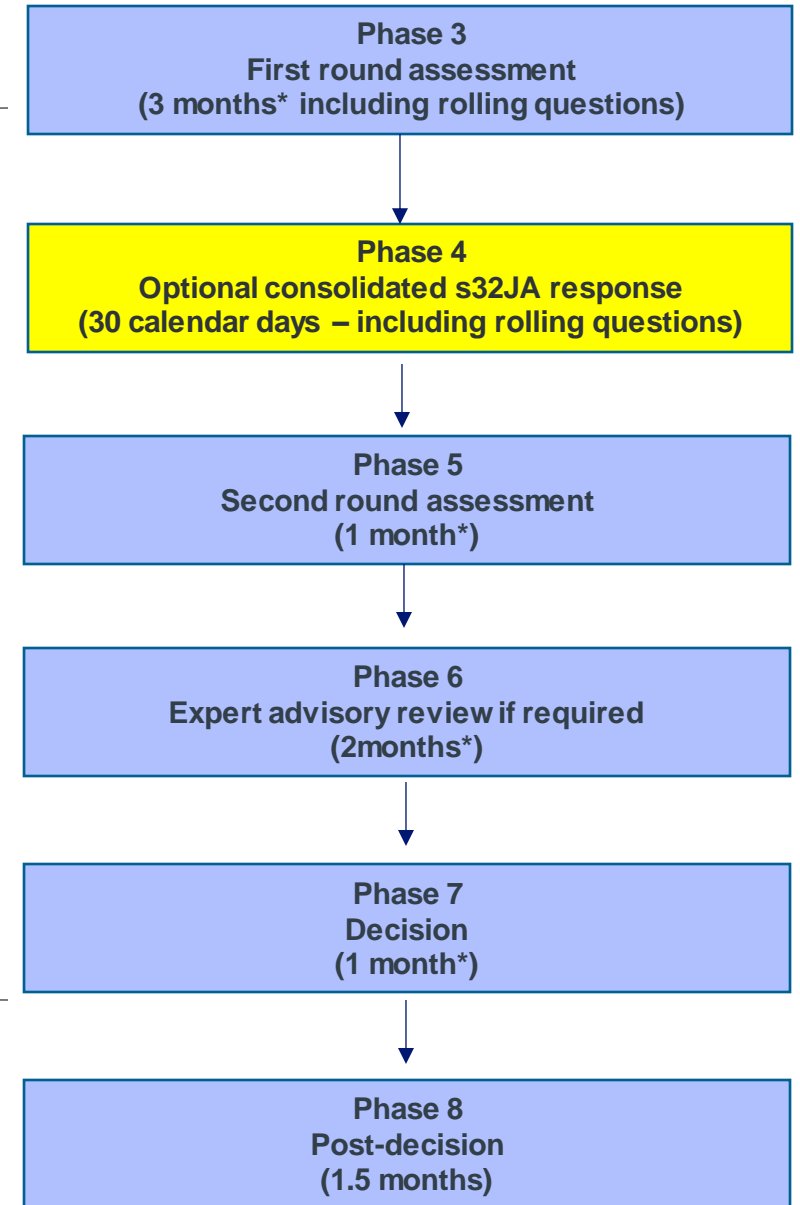 Phase 3
First round assessment
(3 months* including rolling questions)
Phase 4
Optional consolidated s32JA response
(30 calendar days – including rolling questions)
Phase 5
Second round assessment
(1 month*)
Phase 6
Expert advisory review if required
(2months*)
Phase 7
Decision
(1 month*)
Phase 8
Post-decision
(1.5 months)